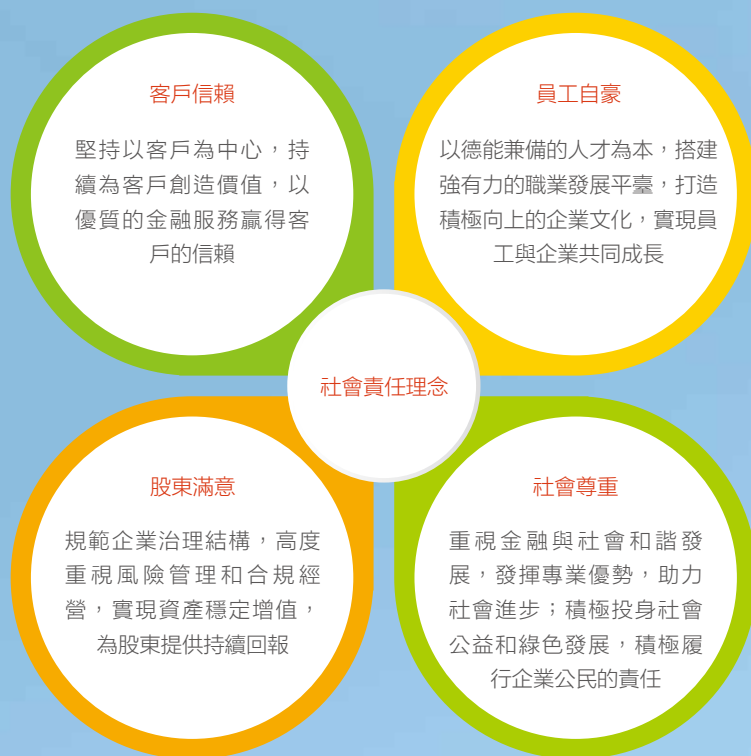 客戶信賴
堅持以客戶為中心，持
續為客戶創造價值，以
優質的金融服務贏得客
戶的信賴
員工自豪
以德能兼備的人才為本，搭建
強有力的職業發展平臺，打造
積極向上的企業文化，實現員
工與企業共同成長
社會責任理念
股東滿意
規範企業治理結構，高度
重視風險管理和合規經
營，實現資產穩定增值，
為股東提供持續回報
社會尊重
重視金融與社會和諧發
展，發揮專業優勢，助力
社會進步；積極投身社會
公益和綠色發展，積極履
行企業公民的責任